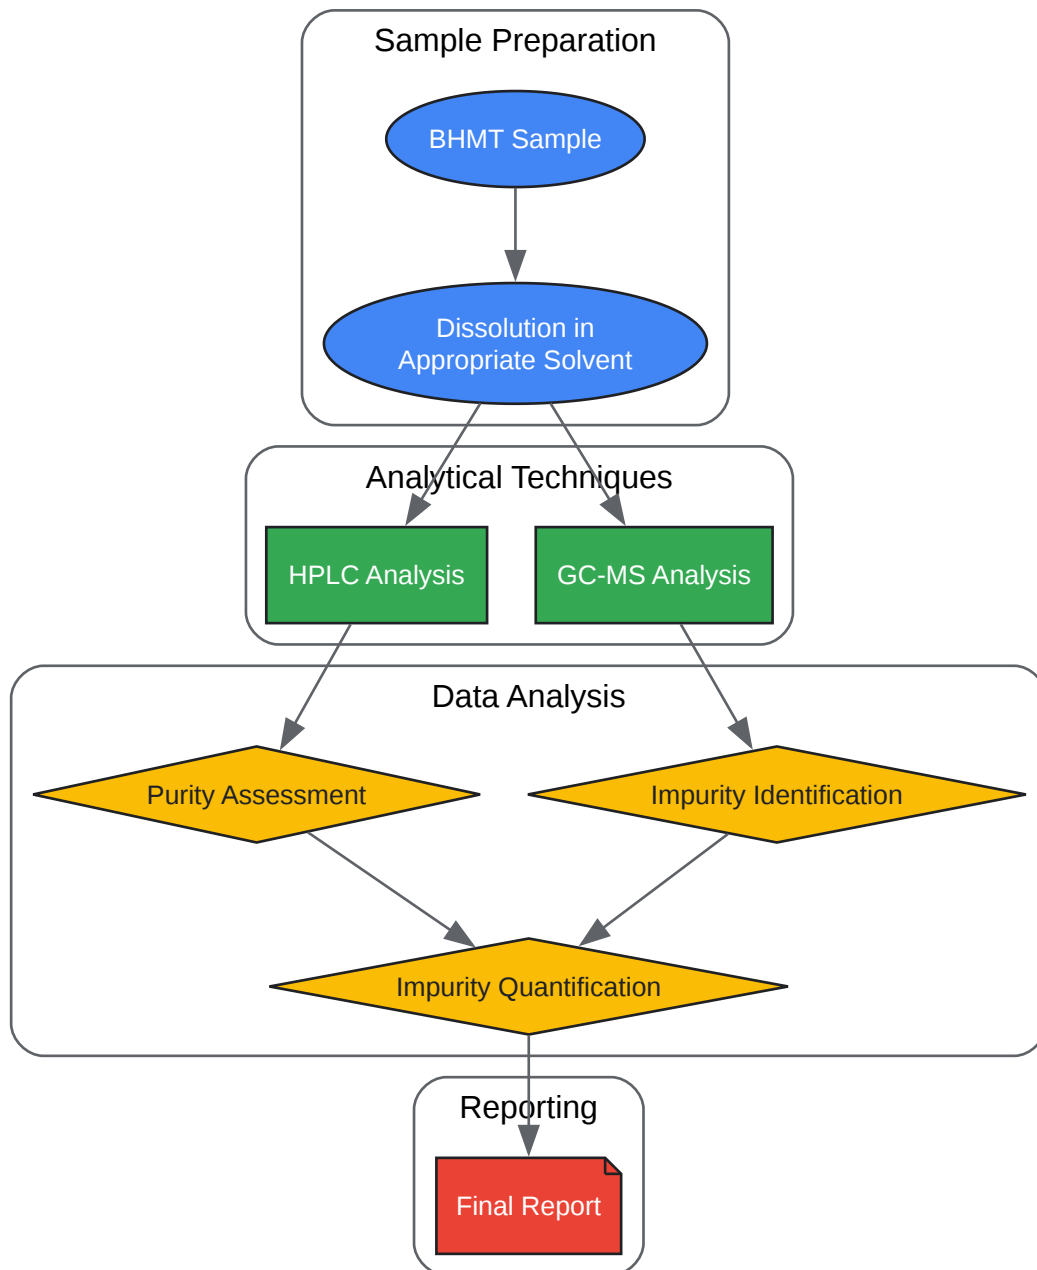 Sample Preparation
BHMT Sample
Dissolution in
Appropriate Solvent
Analytical Techniques
HPLC Analysis
GC-MS Analysis
Data Analysis
Purity Assessment
Impurity Identification
Impurity Quantification
Reporting
Final Report